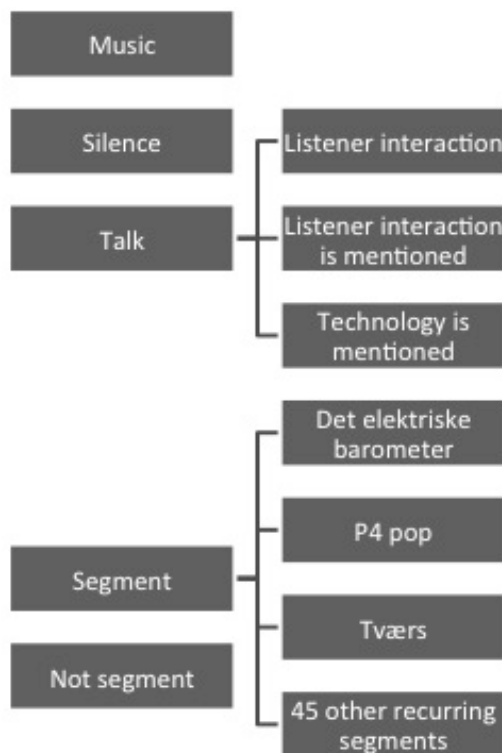 Music
Silence
Talk
Listener interaction
Listener interaction
is mentioned
Technology is
mentioned
Segment
Not segment
Det elektriske
barometer
P4 pop
Tværs
45 other recurring
segments